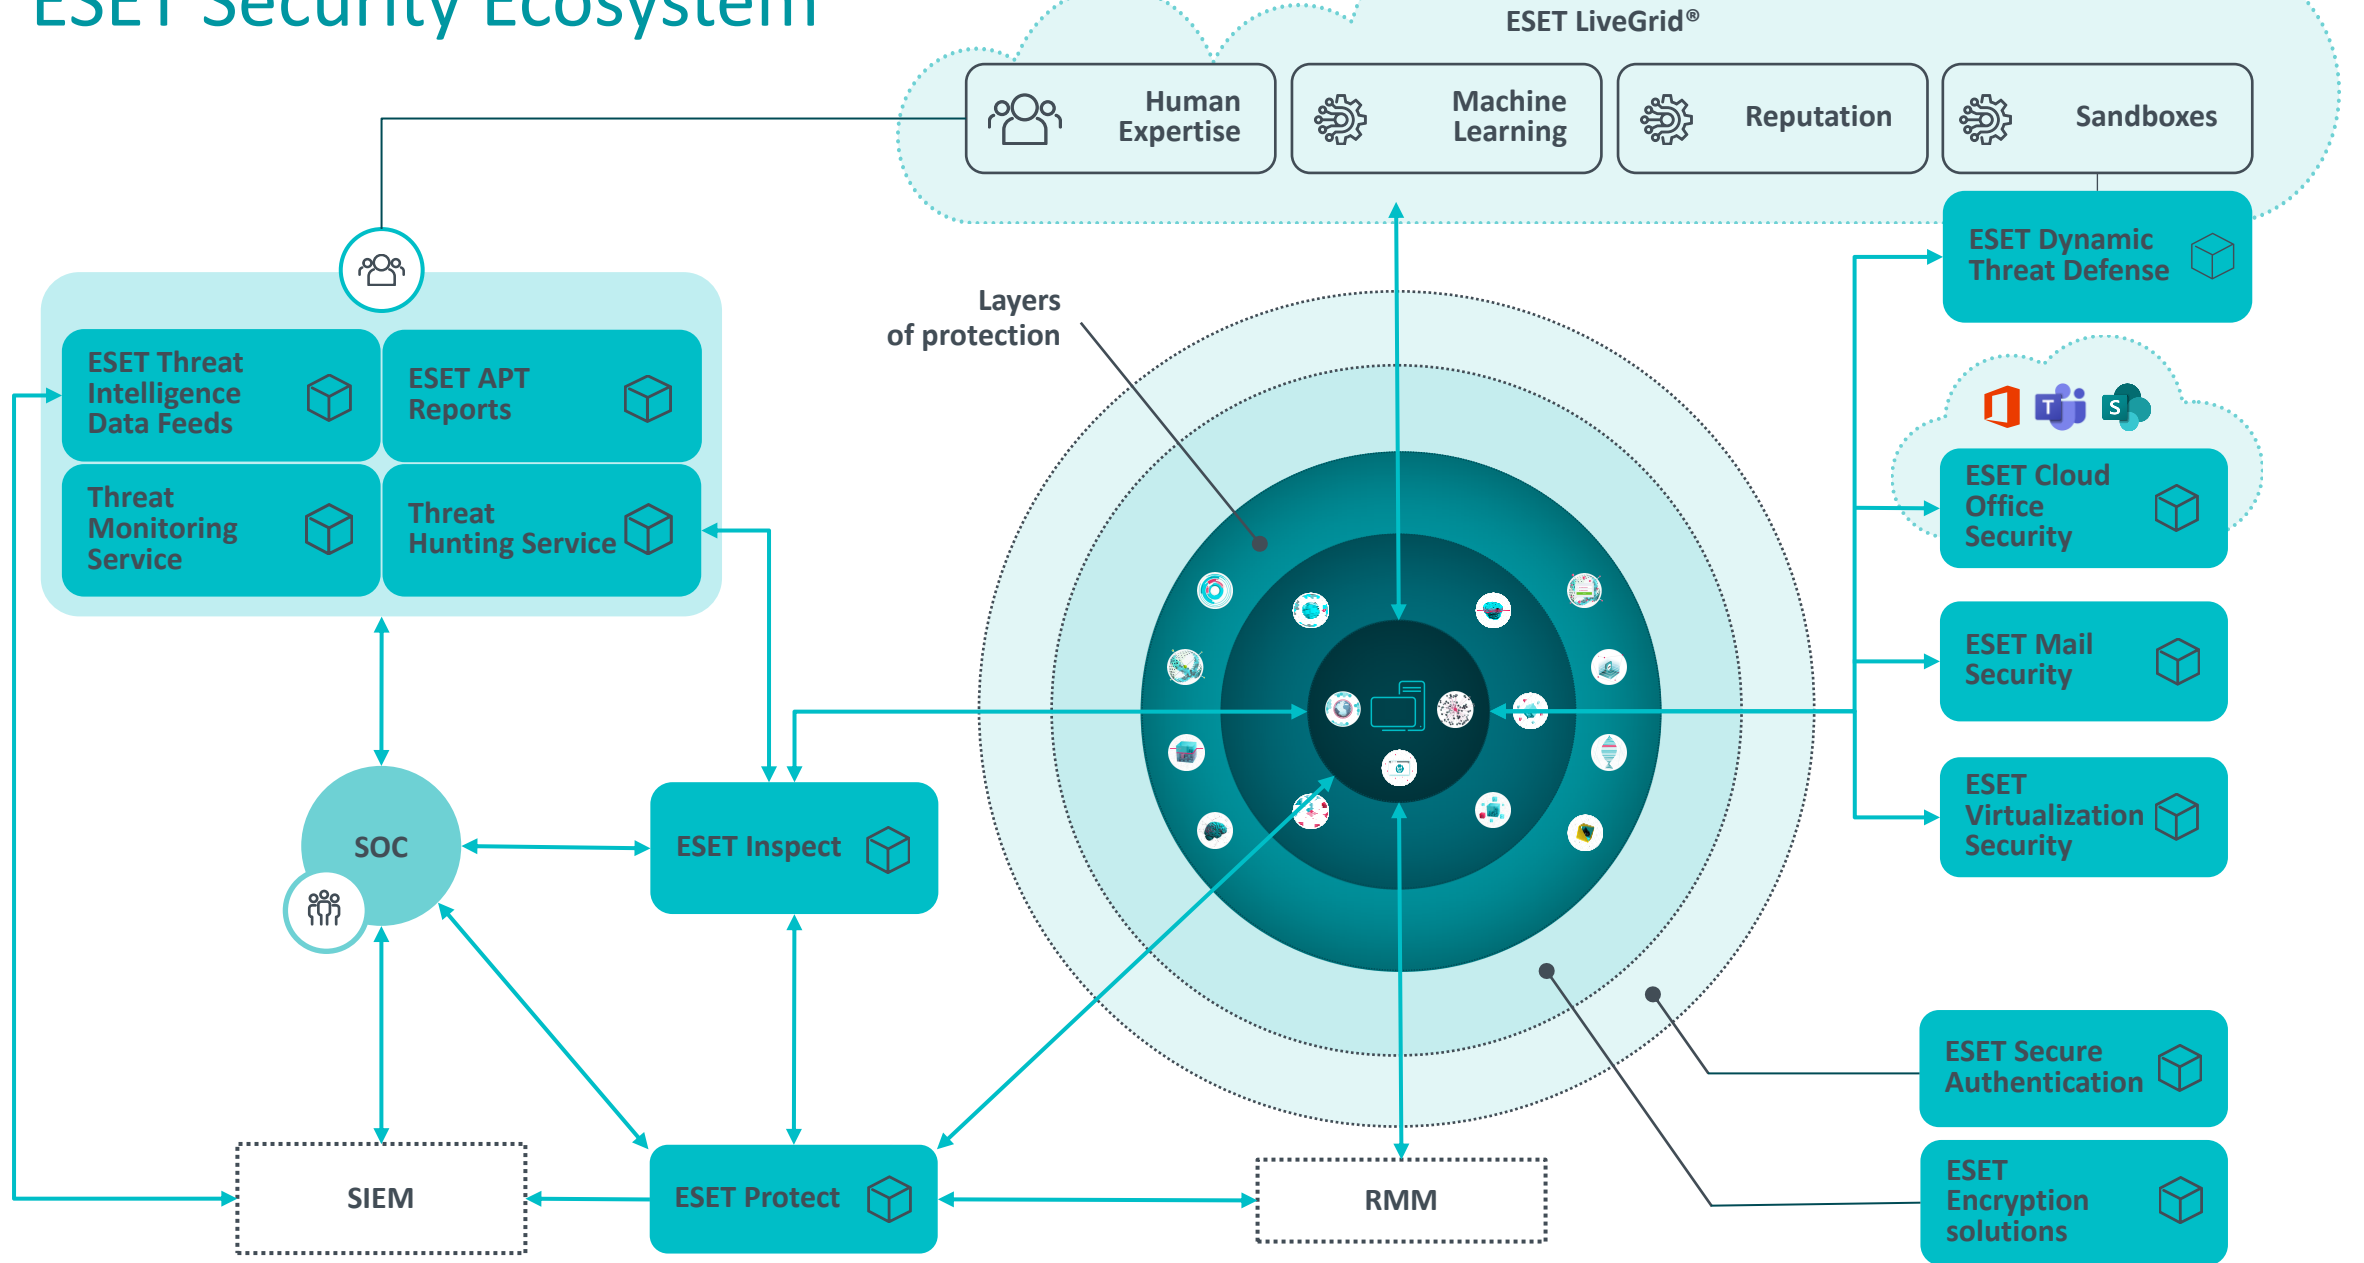 ESET Security Ecosystem
ESET LiveGrid®
Human
Expertise
Machine
Learning
Reputation
Sandboxes
ESET Dynamic
Threat Defense
Layers
of protection
ESET Threat
Intelligence
Data Feeds
ESET APT
Reports
Threat
Monitoring
Service
Threat
Hunting Service
T
S
ESET Cloud
Office
Security
ESET Mail
Security
ESET
Virtualization
Security
SOC
ESET Inspect
ESET Secure
Authentication
SIEM
ESET Protect
RMM
ESET
Encryption
solutions